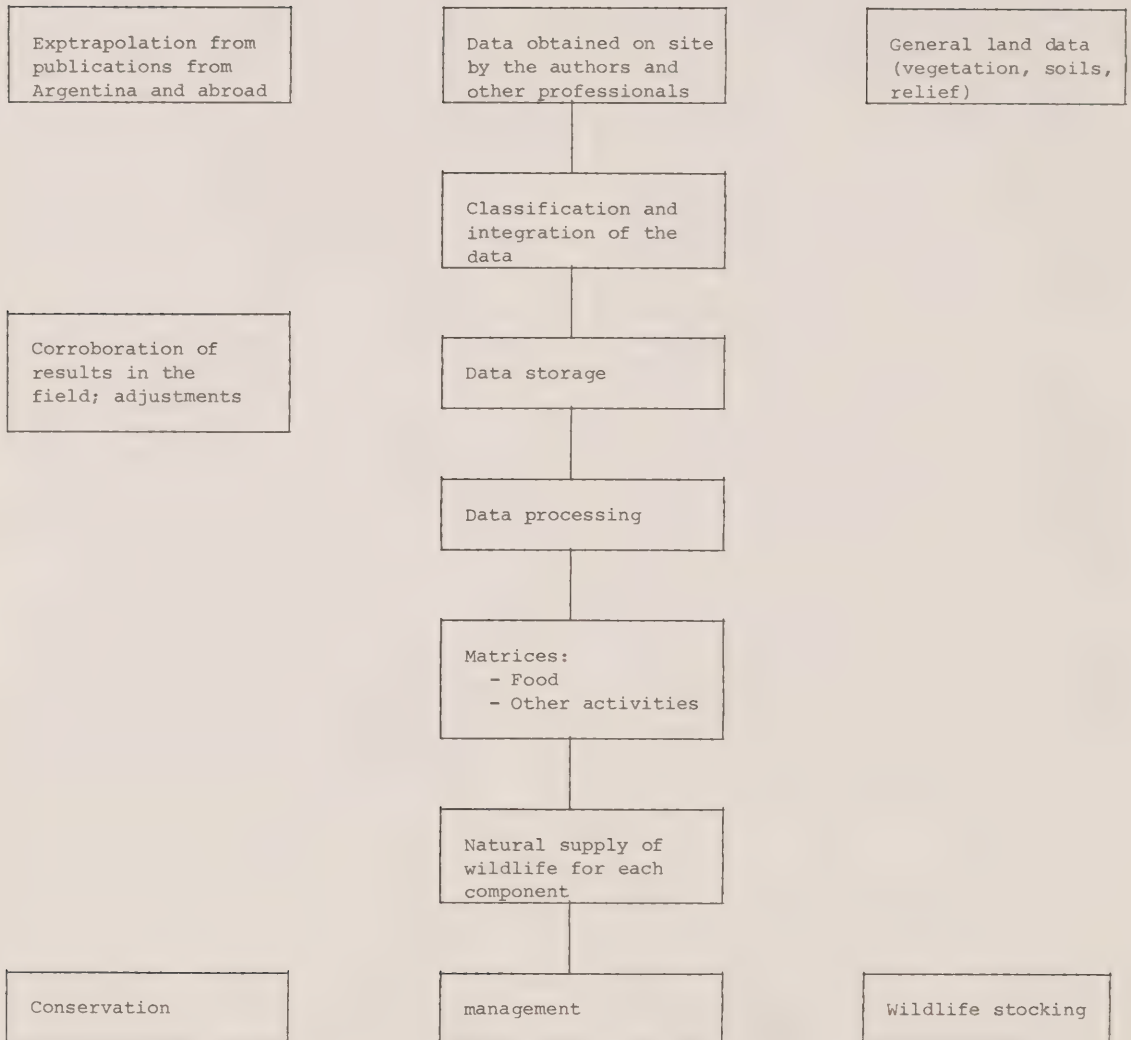 Exptrapolation from
publications from
Argentina and abroad
Data obtained on site
by the authors and
other professionals
General land data
(vegetation, soils,
relief)
Classification and
integration of the
data
Corroboration of
results in the
field; adjustments
Data storage
Data processing
Matrices:
- Food
- Other activities
Natural supply of
wildlife for each
component
Conservation
management
Wildlife stocking